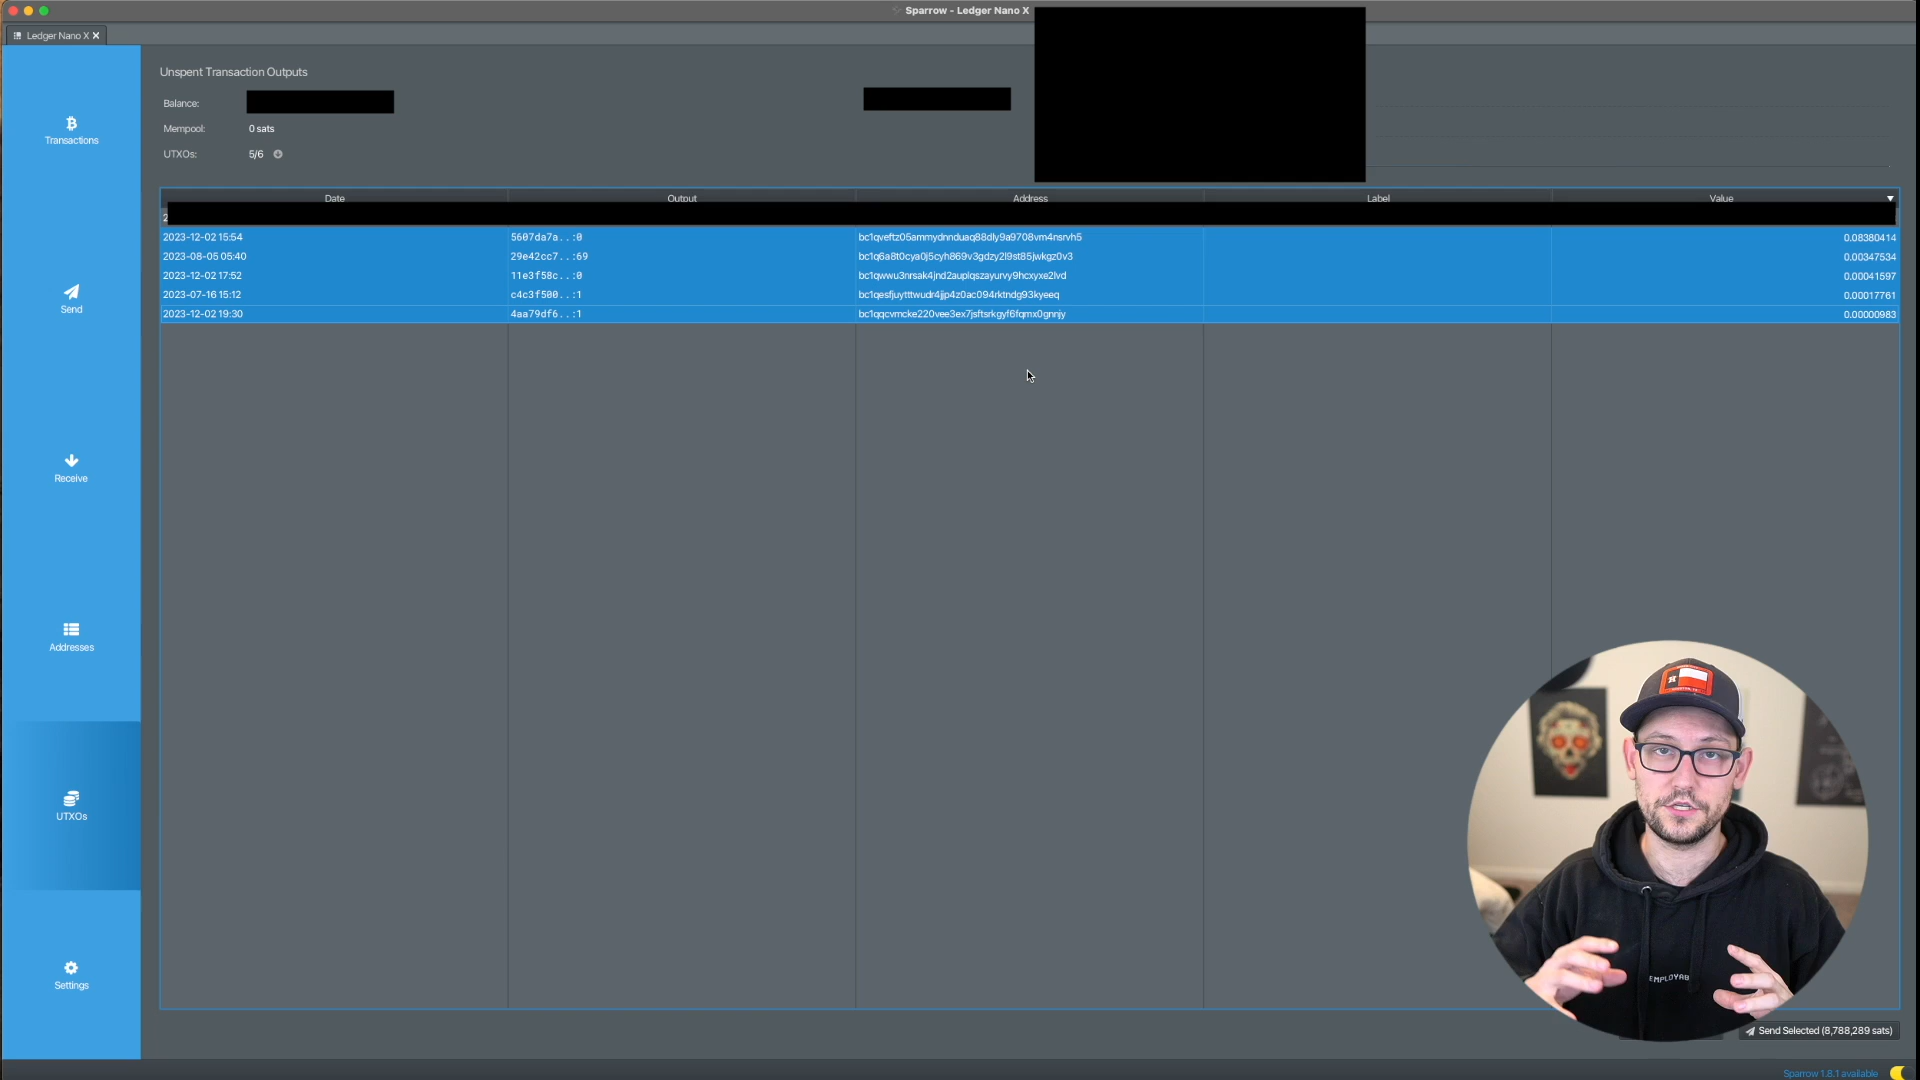 Sparrow - Ledger Nano X
Ledger Nano X
Unspent Transaction Outputs
Balance:
Mempool: 0 sats
UTXOs: 5/6
Date Output Address Label Value
2
2023-12-02 15:54 5607da7a..:0 bc1qveftz05ammydnnduaq88dly9a9708vm4nsrvh5 0.08380414
2023-08-05 05:40 29e42cc7..:69 bc1q6a8t0cya0j5cyh869v3gdzy2l9st85jwkgz0v3 0.00347534
2023-12-02 17:52 11e3f58c..:0 bc1qwwu3nrsak4jnd2auplqszayurvy9hcxyxe2lvd 0.00041597
2023-07-16 15:12 c4c3f500..:1 bc1qesfjuytttwudr4jjp4z0ac094rktndg93kyeeq 0.00017761
2023-12-02 19:30 4aa79df6..:1 bc1qqcvmcke220vee3ex7jsftsrkgyf6fqmx0gnnjy 0.00000983
Transactions
Send
Receive
Addresses
UTXOs
Settings
EMPLOYAB
Send Selected (8,788,289 sats)
Sparrow 1.8.1 available